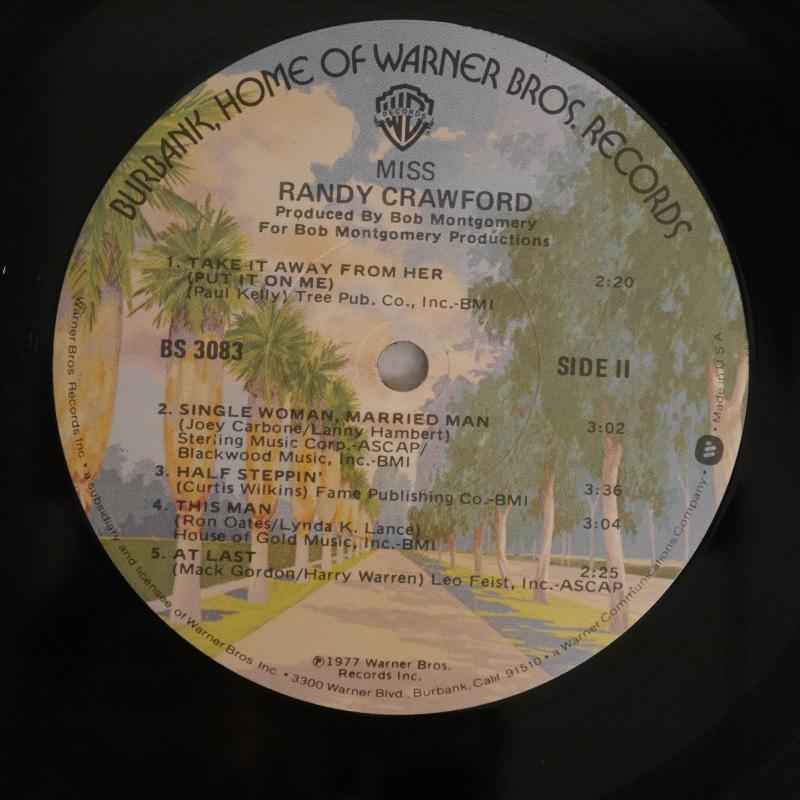 BURBANK, HOME OF WARNER BROS. RECORDS
WB
RECORDS
MISS
RANDY CRAWFORD
Produced By Bob Montgomery
For Bob Montgomery Productions
1. TAKE IT AWAY FROM HER 2:20
(PUT IT ON ME)
(Paul Kelly) Tree Pub. Co., Inc.-BMI
BS 3083 SIDE II
2. SINGLE WOMAN, MARRIED MAN 3:02
(Joey Carbone/Lanny Hambert)
Sterling Music Corp.-ASCAP/
Blackwood Music, Inc.-BMI
3. HALF STEPPIN' 3:36
(Curtis Wilkins) Fame Publishing Co.-BMI
4. THIS MAN 3:04
(Ron Oates/Lynda K. Lance)
House of Gold Music, Inc.-BMI
5. AT LAST 2:25
(Mack Gordon/Harry Warren) Leo Feist, Inc.-ASCAP
℗1977 Warner Bros.
Records Inc.
Warner Bros. Records Inc. • a subsidiary and licensee of Warner Bros. Inc. • 3300 Warner Blvd., Burbank, Calif. 91510 • a Warner Communications Company • Made in U S A